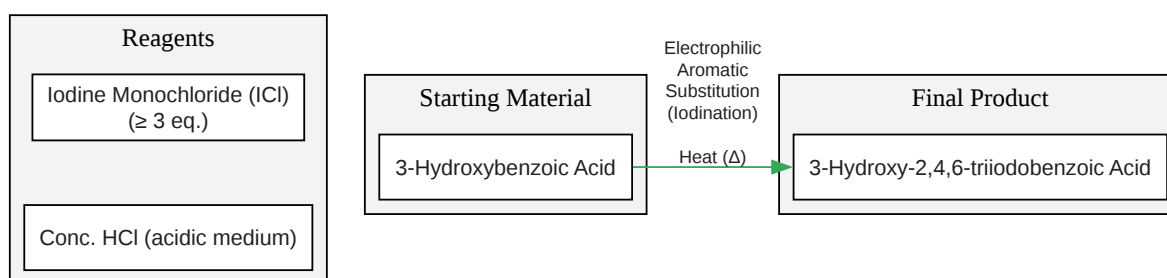 Reagents
Iodine Monochloride (ICl)
(≥ 3 eq.)
Conc. HCl (acidic medium)
Starting Material
3-Hydroxybenzoic Acid
Electrophilic
Aromatic
Substitution
(Iodination)
Heat (Δ)
Final Product
3-Hydroxy-2,4,6-triiodobenzoic Acid